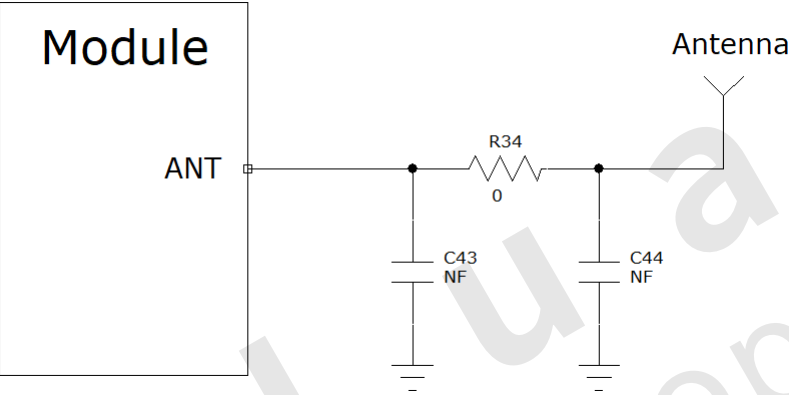 Module
Antenna
R34
ANT
0
C43
NF
C44
NF
u a